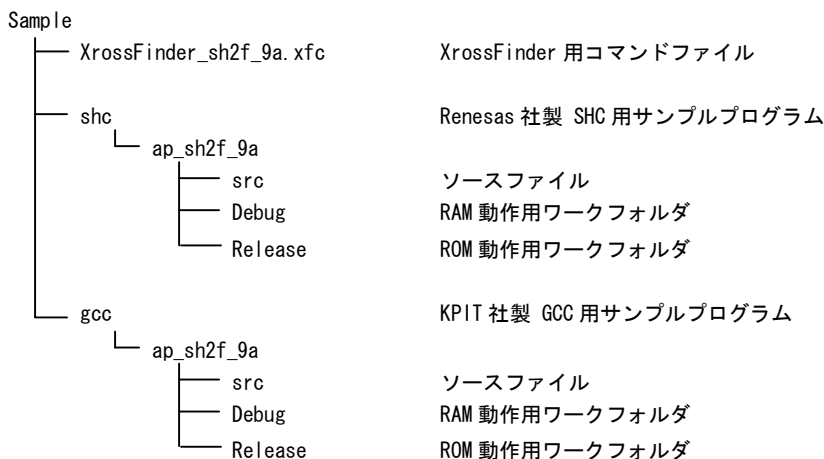 Sample
XrossFinder_sh2f_9a.xfc XrossFinder 用コマンドファイル
shc Renesas 社製 SHC 用サンプルプログラム
ap_sh2f_9a
src ソースファイル
Debug RAM 動作用ワークフォルダ
Release ROM 動作用ワークフォルダ
gcc KPIT 社製 GCC 用サンプルプログラム
ap_sh2f_9a
src ソースファイル
Debug RAM 動作用ワークフォルダ
Release ROM 動作用ワークフォルダ